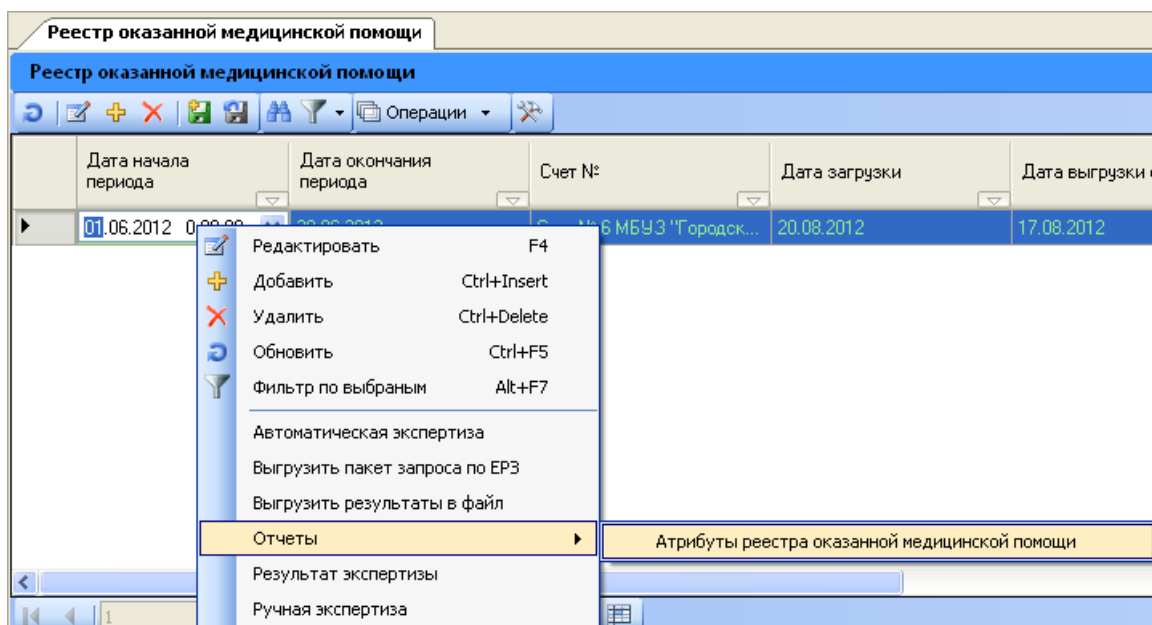 Реестр оказанной медицинской помощи
Реестр оказанной медицинской помощи
Операции
Дата начала периода
Дата окончания периода
Счет №
Дата загрузки
Дата выгрузки
01.06.2012
6 МБУЗ "Городск... 20.08.2012 17.08.2012
Редактировать F4
Добавить Ctrl+Insert
Удалить Ctrl+Delete
Обновить Ctrl+F5
Фильтр по выбраным Alt+F7
Автоматическая экспертиза
Выгрузить пакет запроса по ЕРЗ
Выгрузить результаты в файл
Отчеты
Атрибуты реестра оказанной медицинской помощи
Результат экспертизы
Ручная экспертиза
1